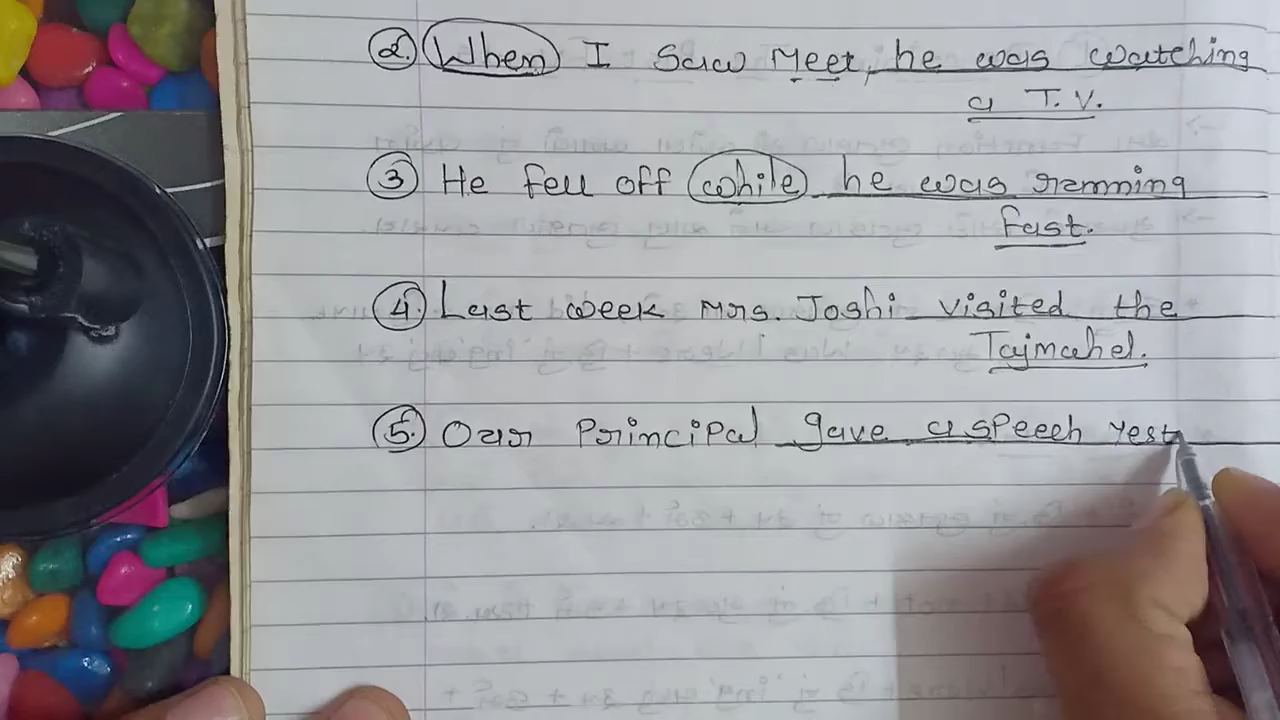 2. When I saw Meet, he was watching
a T.V.
3 He fell off while he was running
fast.
4. Last week Mrs. Joshi visited the
Tajmahel.
5. Our Principal gave a speech yest